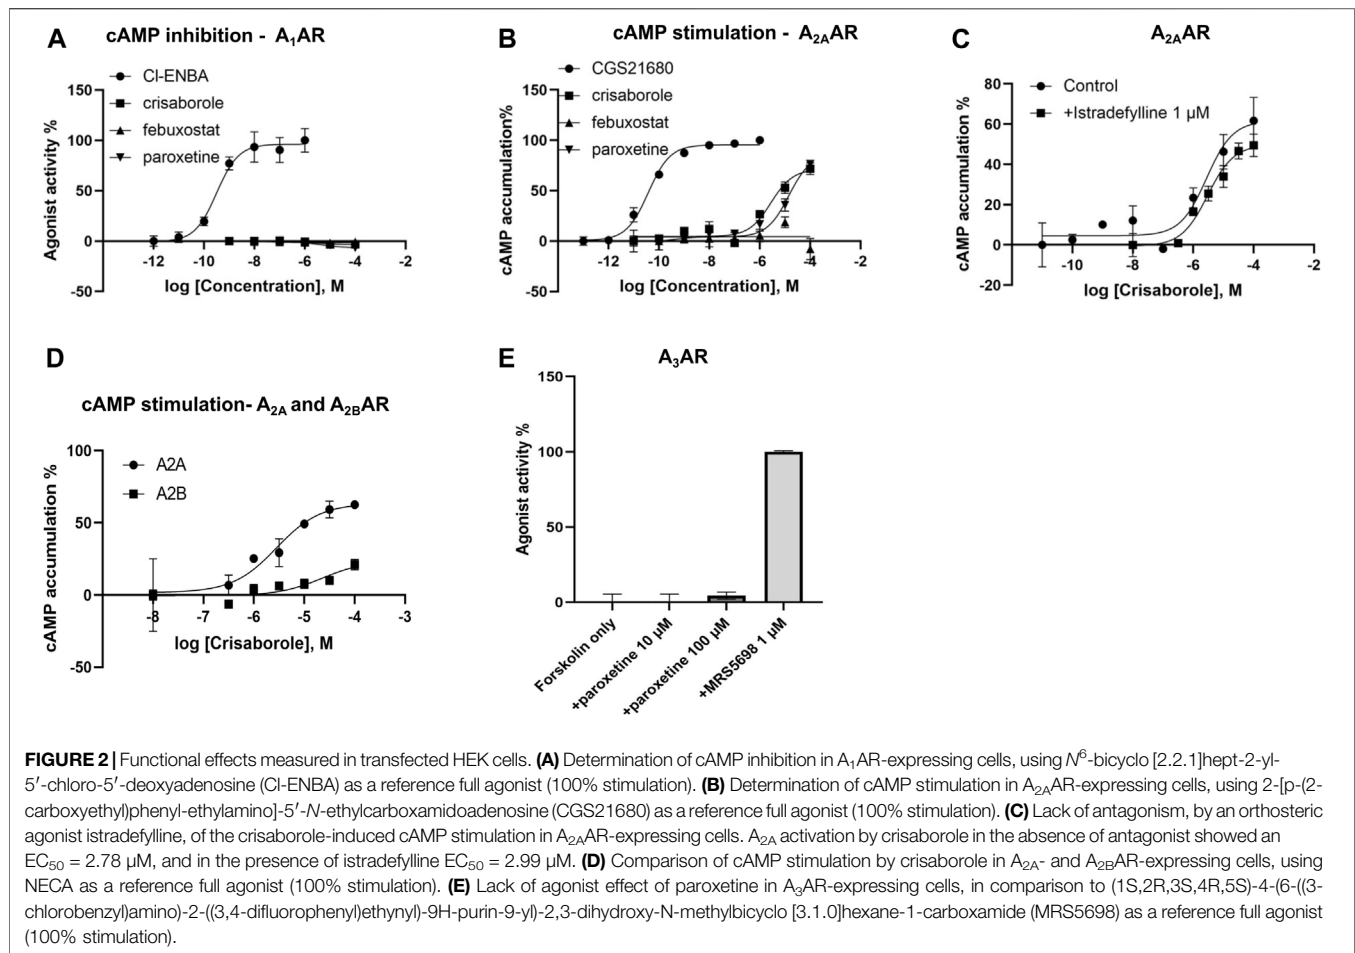 A
cAMP inhibition - A₁AR
Cl-ENBA
crisaborole
febuxostat
paroxetine
150
100
50
0
-50
-12
-10
-8
-6
-4
-2
Agonist activity %
log [Concentration], M
B
cAMP stimulation - A₂ₐAR
CGS21680
crisaborole
febuxostat
paroxetine
150
100
50
0
-50
-12
-10
-8
-6
-4
-2
cAMP accumulation%
log [Concentration], M
C
A₂ₐAR
Control
+Istradefylline 1 µM
80
60
40
20
0
-20
-10
-8
-6
-4
-2
cAMP accumulation %
log [Crisaborole], M
D
cAMP stimulation- A₂ₐ and A₂ʙAR
A2A
A2B
100
50
0
-50
-8
-7
-6
-5
-4
-3
cAMP accumulation %
log [Crisaborole], M
E
A₃AR
150
100
50
0
Agonist activity %
Forskolin only
+paroxetine 10 µM
+paroxetine 100 µM
+MRS5698 1 µM
FIGURE 2 | Functional effects measured in transfected HEK cells. (A) Determination of cAMP inhibition in A₁AR-expressing cells, using N⁶-bicyclo [2.2.1]hept-2-yl-
5′-chloro-5′-deoxyadenosine (Cl-ENBA) as a reference full agonist (100% stimulation). (B) Determination of cAMP stimulation in A₂ₐAR-expressing cells, using 2-[p-(2-
carboxyethyl)phenyl-ethylamino]-5′-N-ethylcarboxamidoadenosine (CGS21680) as a reference full agonist (100% stimulation). (C) Lack of antagonism, by an orthosteric
agonist istradefylline, of the crisaborole-induced cAMP stimulation in A₂ₐAR-expressing cells. A₂ₐ activation by crisaborole in the absence of antagonist showed an
EC₅₀ = 2.78 µM, and in the presence of istradefylline EC₅₀ = 2.99 µM. (D) Comparison of cAMP stimulation by crisaborole in A₂ₐ- and A₂ʙAR-expressing cells, using
NECA as a reference full agonist (100% stimulation). (E) Lack of agonist effect of paroxetine in A₃AR-expressing cells, in comparison to (1S,2R,3S,4R,5S)-4-(6-((3-
chlorobenzyl)amino)-2-((3,4-difluorophenyl)ethynyl)-9H-purin-9-yl)-2,3-dihydroxy-N-methylbicyclo [3.1.0]hexane-1-carboxamide (MRS5698) as a reference full agonist
(100% stimulation).